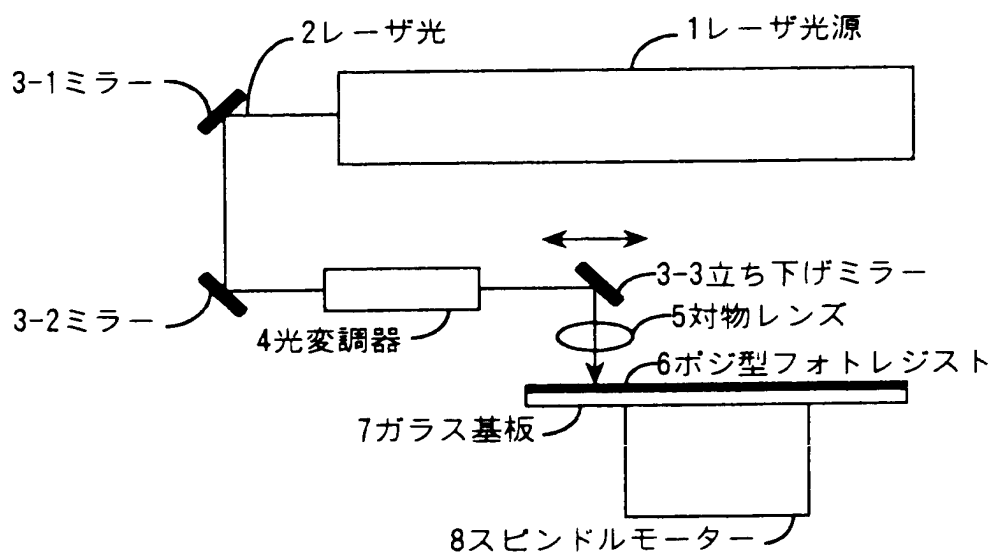 2レーザ光
1レーザ光源
3-1ミラー
3-3立ち下げミラー
3-2ミラー
4光変調器
5対物レンズ
6ポジ型フォトレジスト
7ガラス基板
8スピンドルモーター